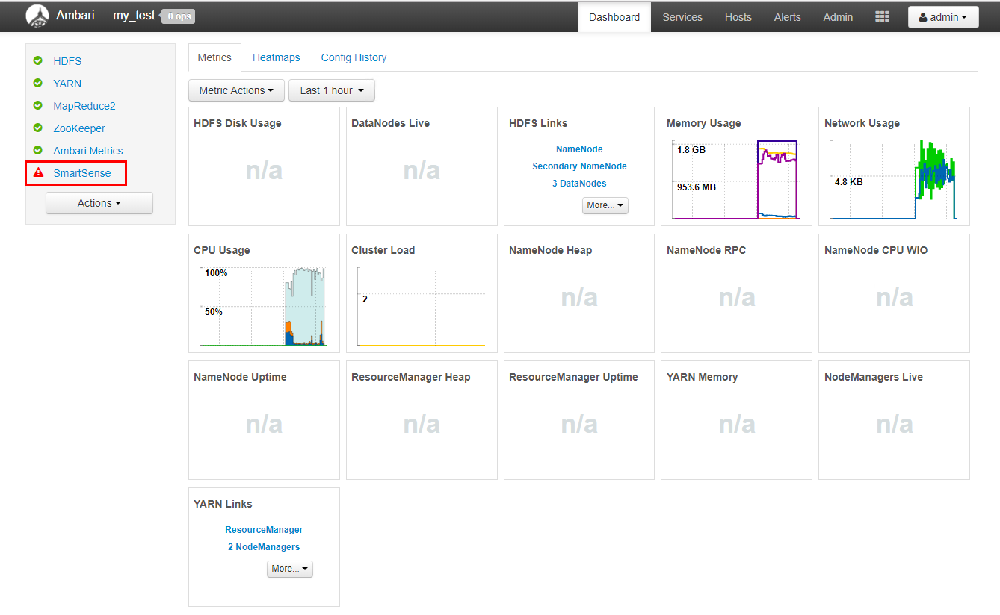 Ambari my_test 0 ops Dashboard Services Hosts Alerts Admin admin
HDFS
YARN
MapReduce2
ZooKeeper
Ambari Metrics
SmartSense
Actions
Metrics Heatmaps Config History
Metric Actions Last 1 hour
HDFS Disk Usage
n/a
DataNodes Live
n/a
HDFS Links
NameNode
Secondary NameNode
3 DataNodes
More...
Memory Usage
1.8 GB
953.6 MB
Network Usage
4.8 KB
CPU Usage
100%
50%
Cluster Load
2
NameNode Heap
n/a
NameNode RPC
n/a
NameNode CPU WIO
n/a
NameNode Uptime
n/a
ResourceManager Heap
n/a
ResourceManager Uptime
n/a
YARN Memory
n/a
NodeManagers Live
n/a
YARN Links
ResourceManager
2 NodeManagers
More...